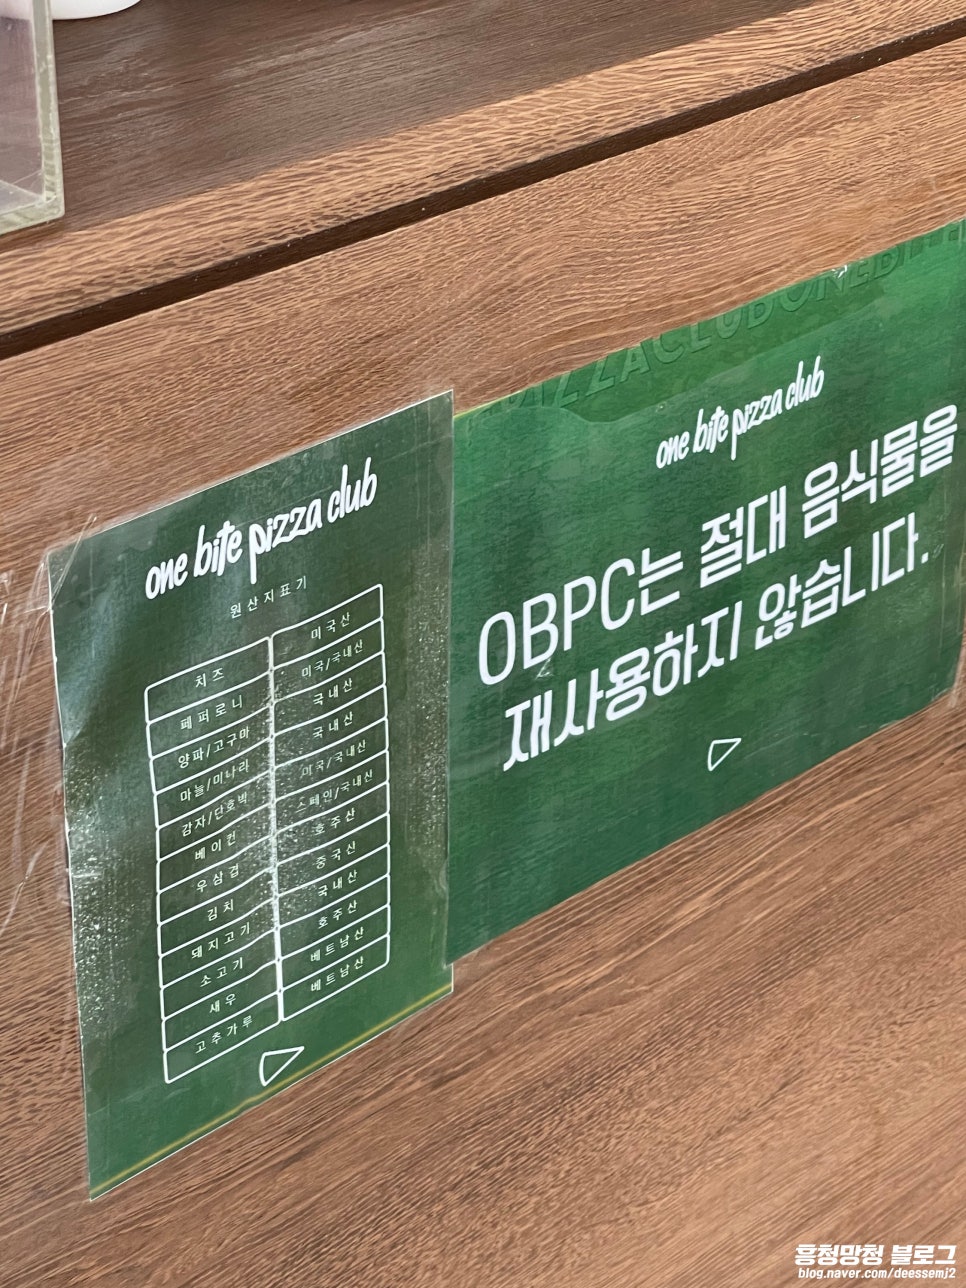 one bite pizza club
원산지표기
치즈 미국산
페퍼로니 미국/국내산
양파/고구마 국내산
마늘/미나리 국내산
감자/단호박 미국/국내산
베이컨 스페인/국내산
우삼겹 호주산
김치 중국산
돼지고기 국내산
소고기 호주산
새우 베트남산
고추가루 베트남산
PIZZACLUBONEBI
one bite pizza club
OBPC는 절대 음식물을
재사용하지 않습니다.
흥청망청 블로그
blog.naver.com/deessemj2